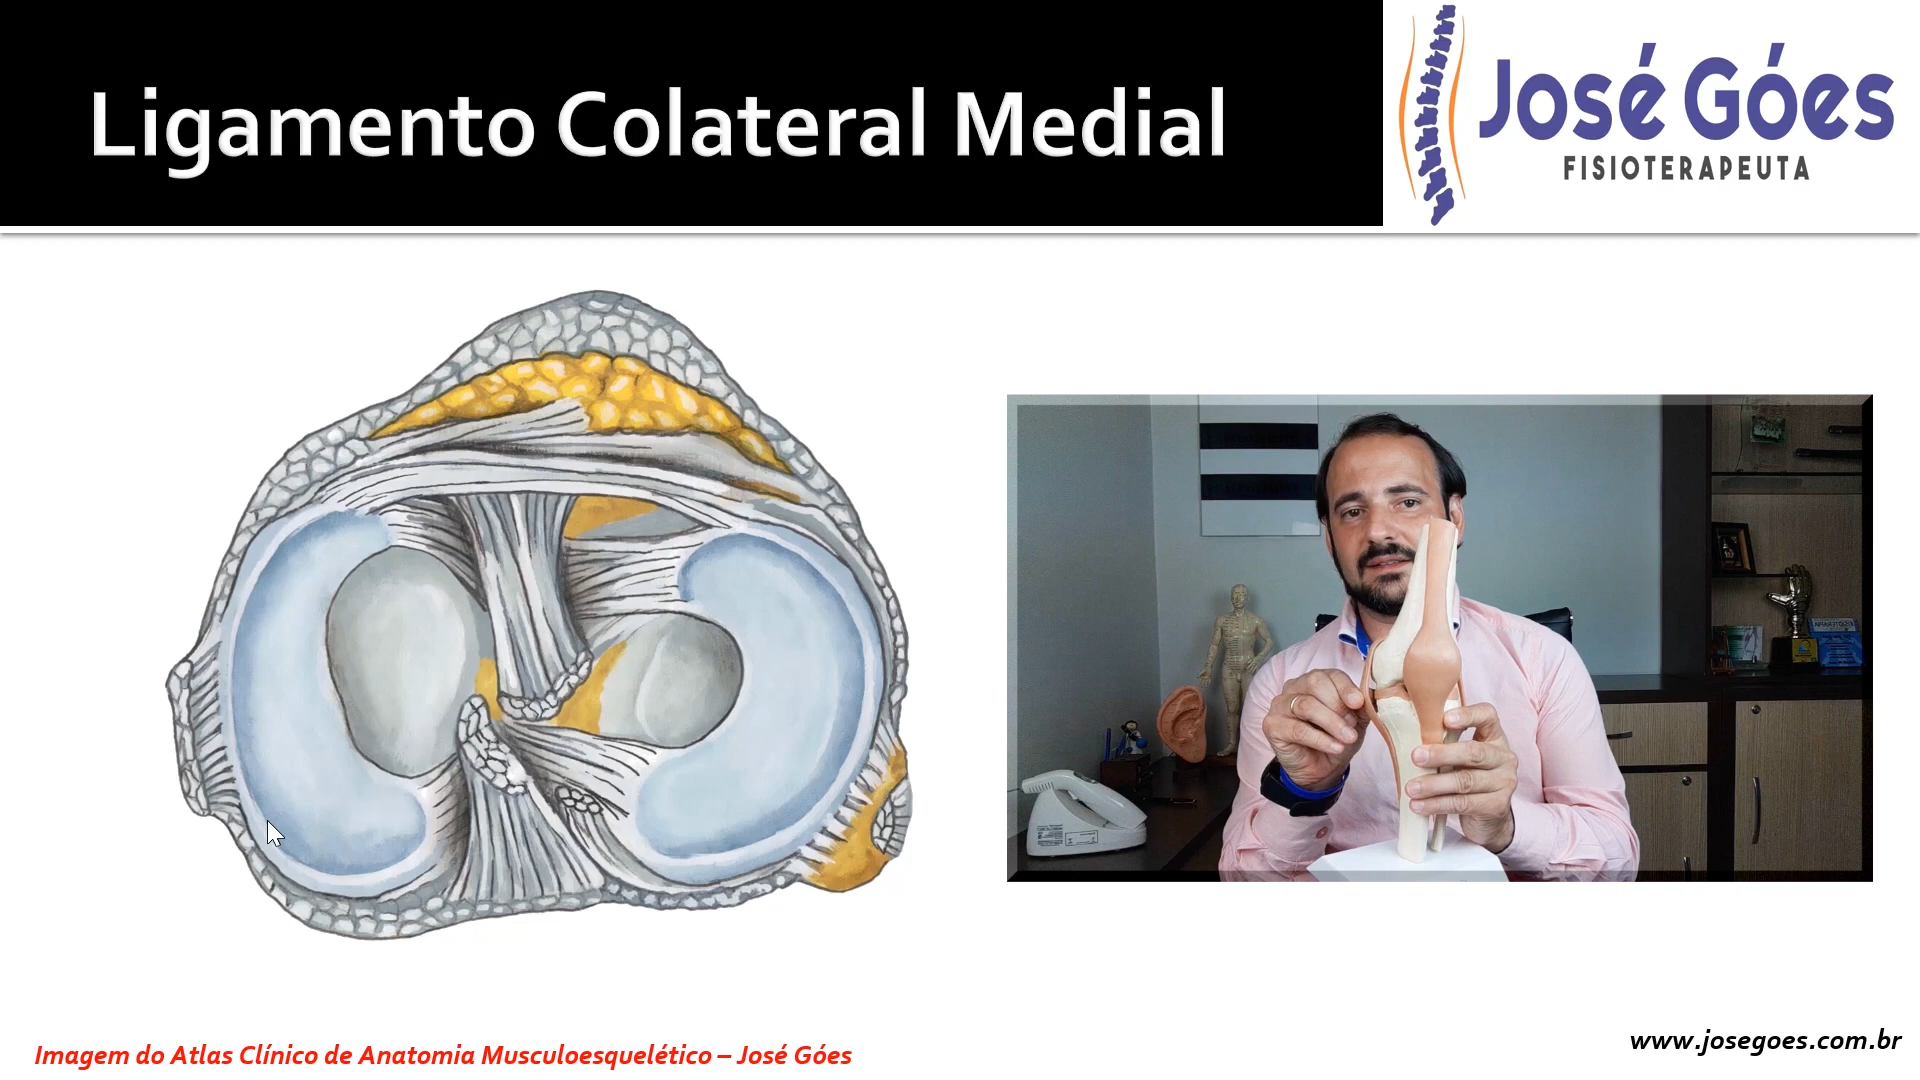 Ligamento Colateral Medial
José Góes
FISIOTERAPEUTA
Imagem do Atlas Clínico de Anatomia Musculoesquelético – José Góes
www.josegoes.com.br